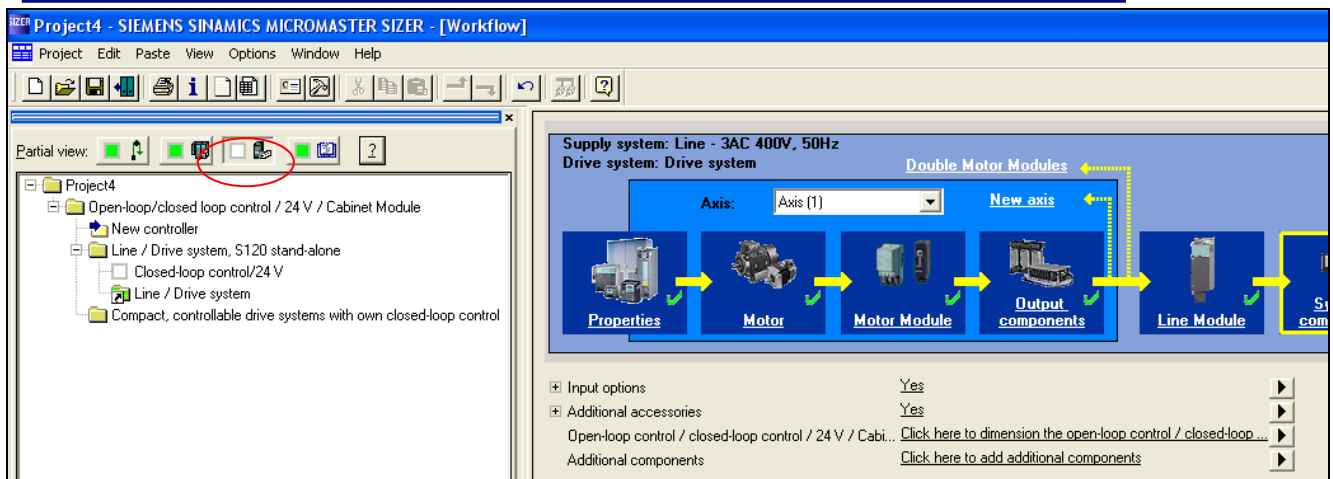 SIZER Project4 - SIEMENS SINAMICS MICROMASTER SIZER - [Workflow]
Project Edit Paste View Options Window Help
Partial view: ?
Project4
Open-loop/closed loop control / 24 V / Cabinet Module
New controller
Line / Drive system, S120 stand-alone
Closed-loop control/24 V
Line / Drive system
Compact, controllable drive systems with own closed-loop control
Supply system: Line - 3AC 400V, 50Hz
Drive system: Drive system
Double Motor Modules
Axis: Axis (1) New axis
Properties Motor Motor Module Output components Line Module
Input options Yes
Additional accessories Yes
Open-loop control / closed-loop control / 24 V / Cabi... Click here to dimension the open-loop control / closed-loop ...
Additional components Click here to add additional components